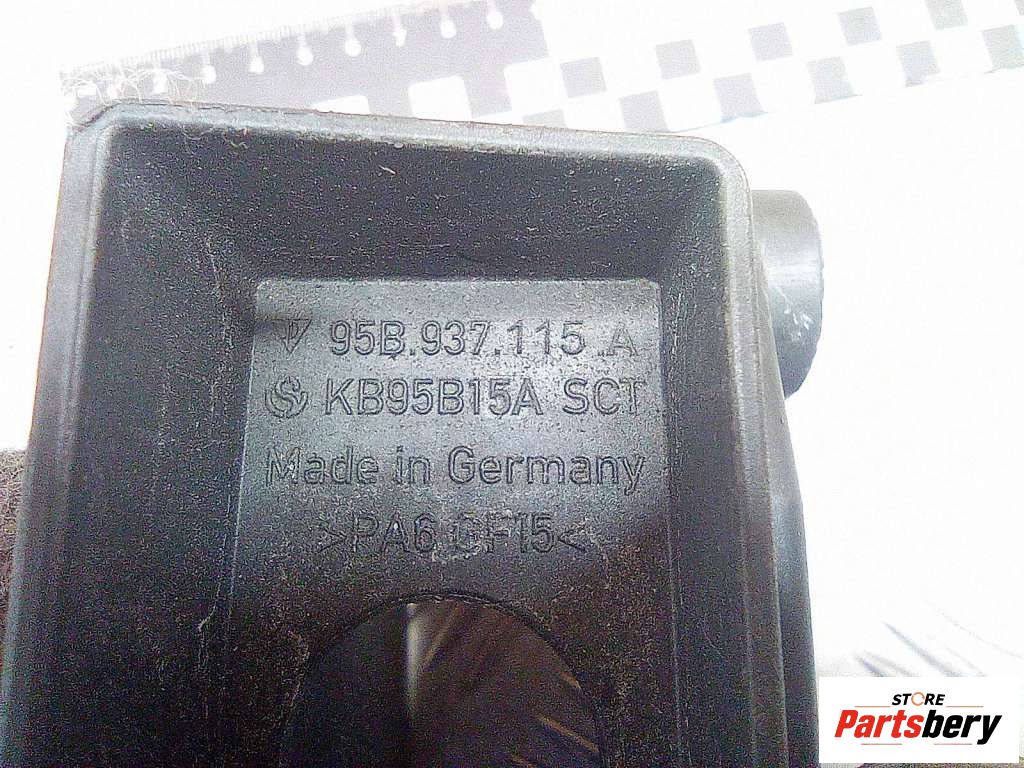 95B.937.115.A
KB95B15A SCT
Made in Germany
>PA6 GF15<
STORE
Partsbery